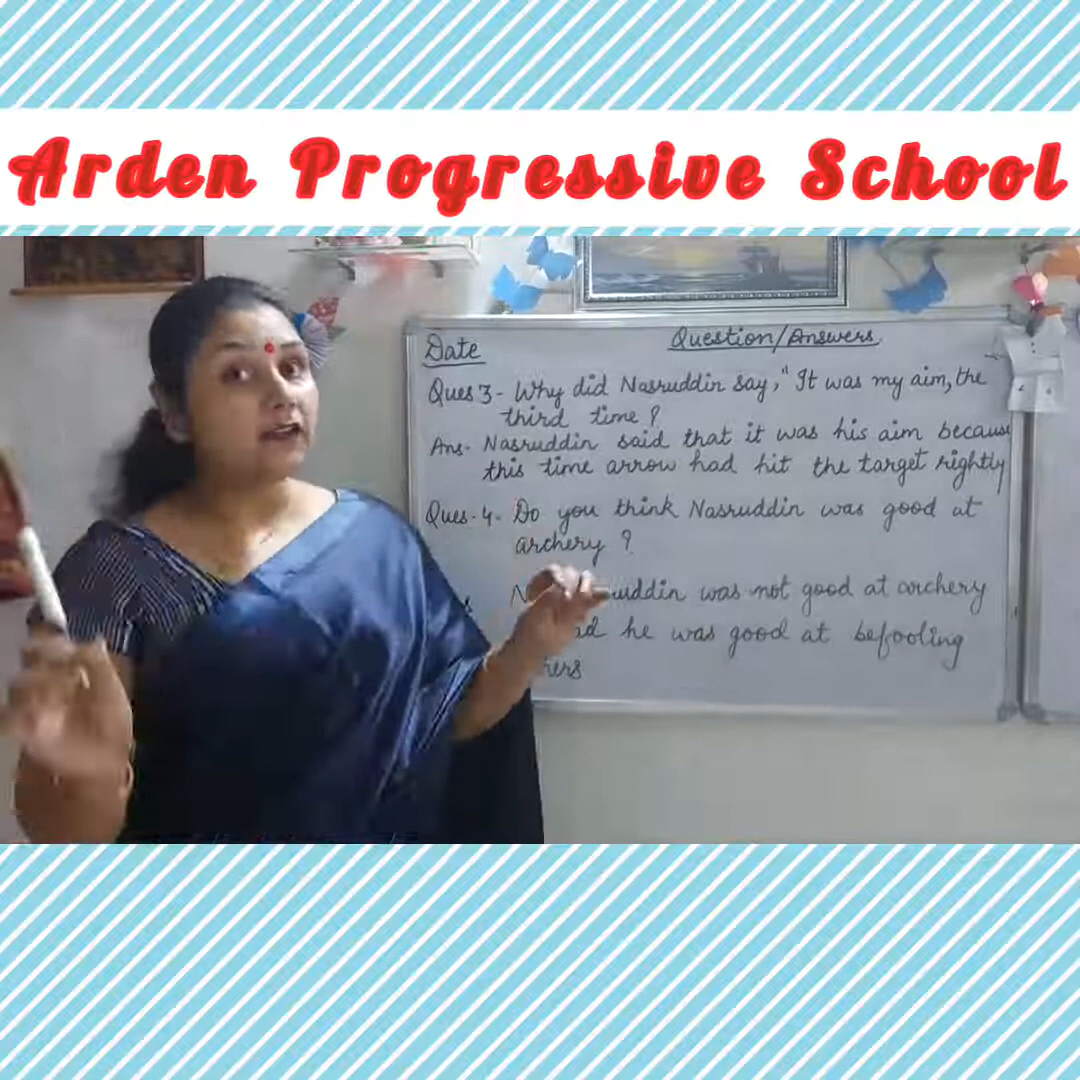 Arden Progressive School
Date
Question/Answers.
Ques 3 - Why did Nasruddin say, " It was my aim, the
third time ?
Ans - Nasruddin said that it was his aim because
this time arrow had hit the target rightly
Ques - 4 - Do you think Nasruddin was good at
archery ?
was not good at archery
he was good at befooling